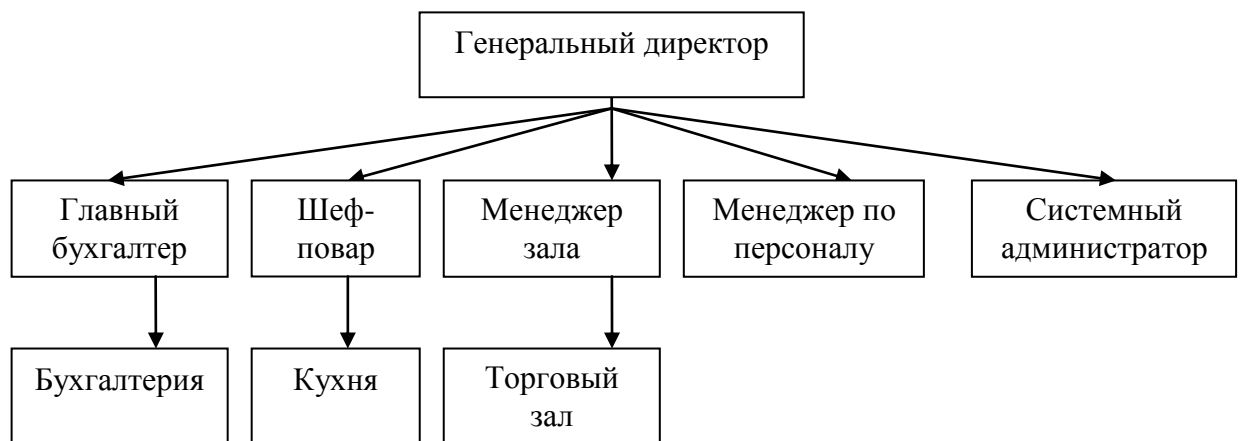 Генеральный директор
Главный
бухгалтер
Шеф-
повар
Менеджер
зала
Менеджер по
персоналу
Системный
администратор
Бухгалтерия
Кухня
Торговый
зал